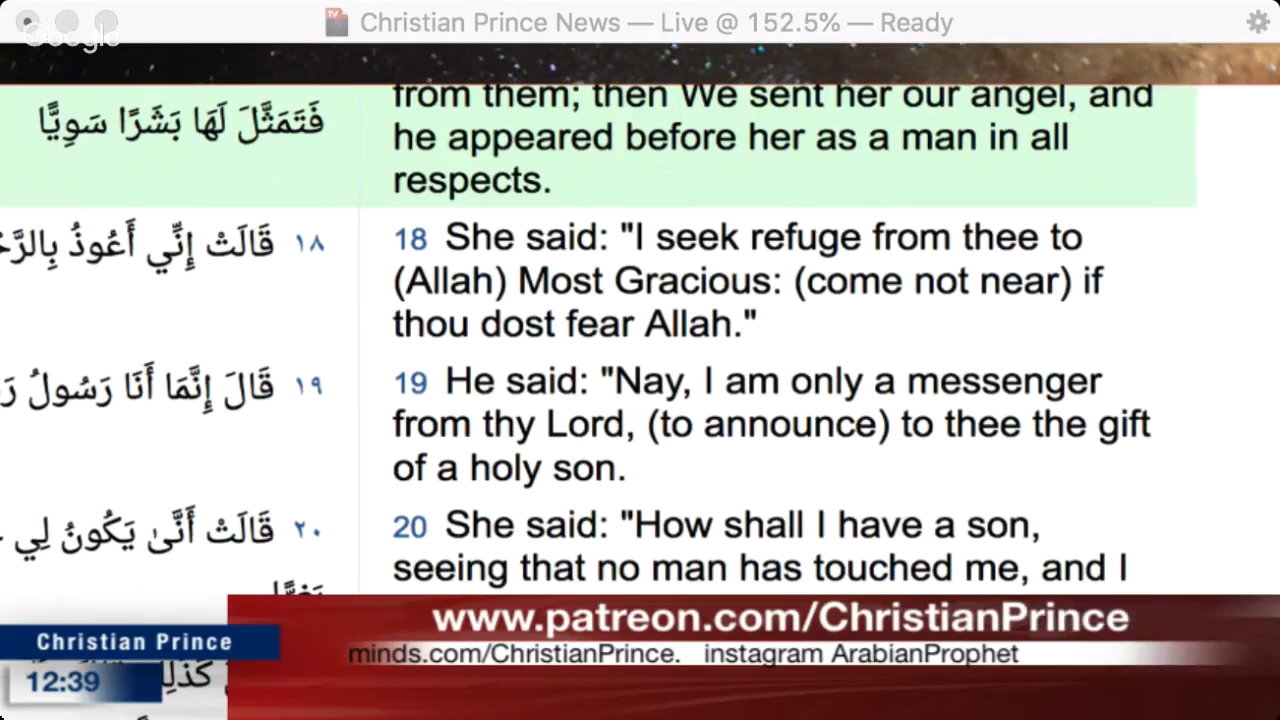 Christian Prince News — Live @ 152.5% — Ready
Google
from them; then We sent her our angel, and
he appeared before her as a man in all
respects.
فَتَمَثَّلَ لَهَا بَشَرًا سَوِيًّا
18 She said: "I seek refuge from thee to
(Allah) Most Gracious: (come not near) if
thou dost fear Allah."
١٨ قَالَتْ إِنِّي أَعُوذُ
19 He said: "Nay, I am only a messenger
from thy Lord, (to announce) to thee the gift
of a holy son.
١٩ قَالَ إِنَّمَا أَنَا رَسُولُ
20 She said: "How shall I have a son,
seeing that no man has touched me, and I
٢٠ قَالَتْ أَنَّىٰ يَكُونُ لِي
www.patreon.com/ChristianPrince
minds.com/ChristianPrince. instagram ArabianProphet
Christian Prince
12:39